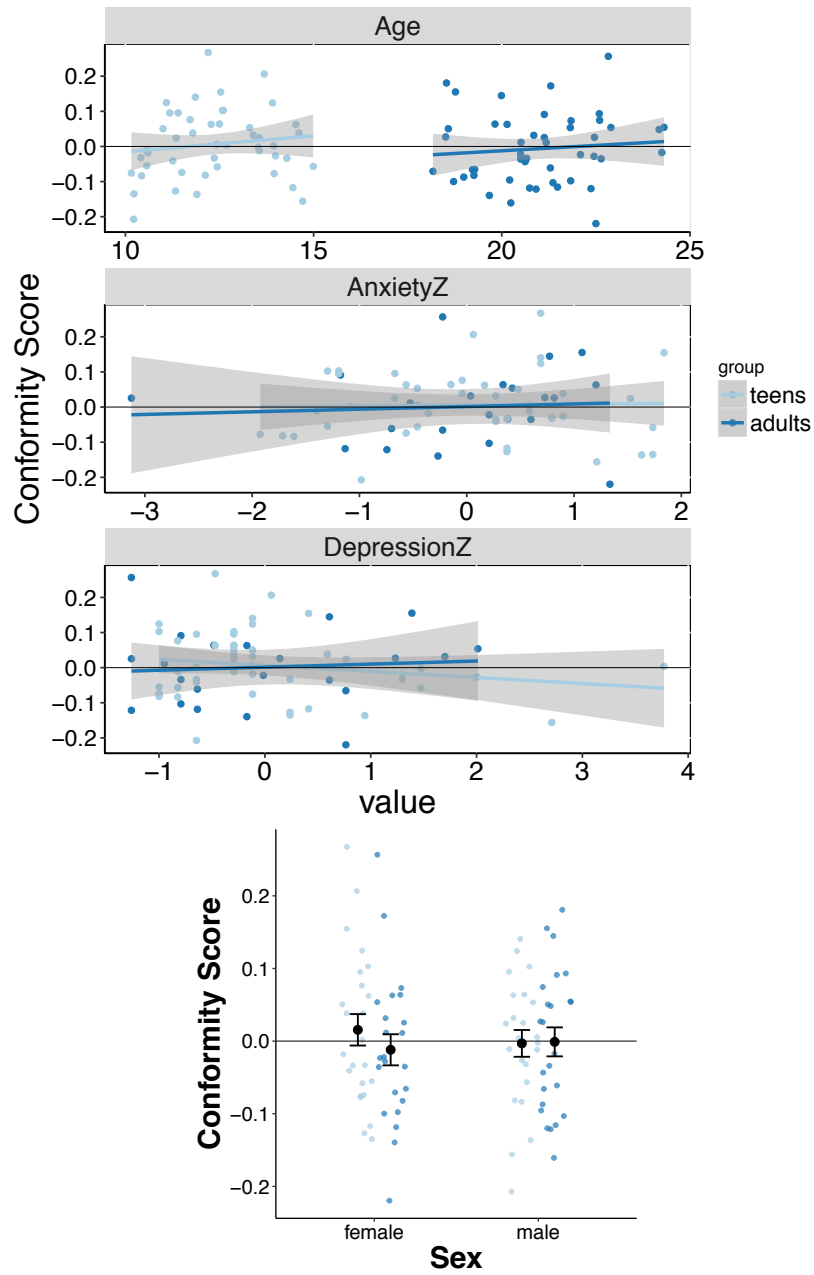 Age
0.2
0.1
0.0
−0.1
−0.2
10 15 20 25
AnxietyZ
0.2
0.1
0.0
−0.1
−0.2
−3 −2 −1 0 1 2
DepressionZ
0.2
0.1
0.0
−0.1
−0.2
−1 0 1 2 3 4
value
Conformity Score
group
teens
adults
0.2
0.1
0.0
−0.1
−0.2
Conformity Score
female male
Sex